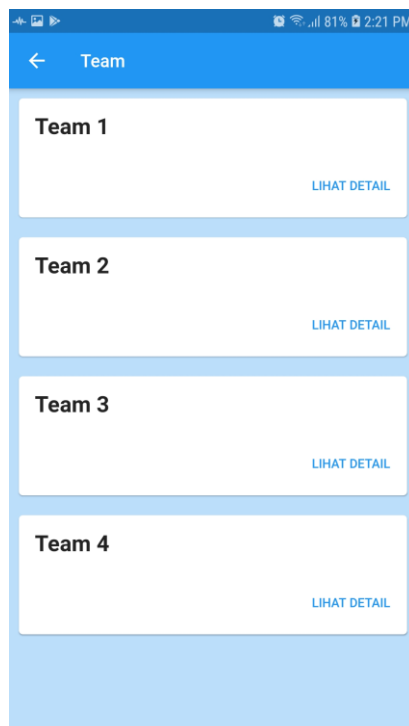 81% 2:21 PM
Team
Team 1
LIHAT DETAIL
Team 2
LIHAT DETAIL
Team 3
LIHAT DETAIL
Team 4
LIHAT DETAIL